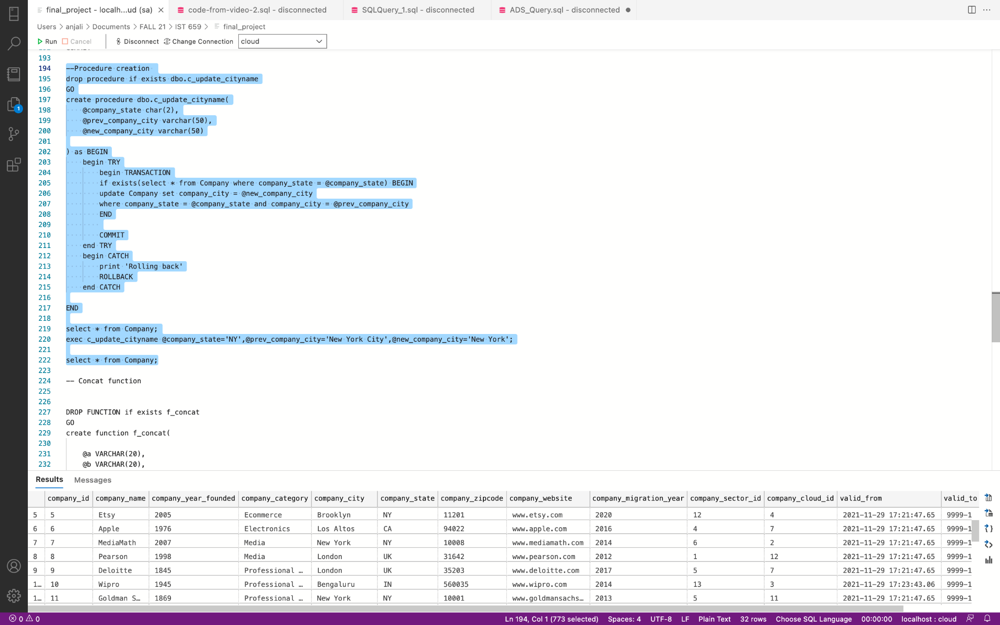 final_project - localh...ud (sa)
code-from-video-2.sql - disconnected
SQLQuery_1.sql - disconnected
ADS_Query.sql - disconnected
Users > anjali > Documents > FALL 21 > IST 659 > final_project
Run Cancel Disconnect Change Connection cloud
193
194 --Procedure creation
195 drop procedure if exists dbo.c_update_cityname
196 GO
197 create procedure dbo.c_update_cityname(
198 @company_state char(2),
199 @prev_company_city varchar(50),
200 @new_company_city varchar(50)
201
202 ) as BEGIN
203 begin TRY
204 begin TRANSACTION
205 if exists(select * from Company where company_state = @company_state) BEGIN
206 update Company set company_city = @new_company_city
207 where company_state = @company_state and company_city = @prev_company_city
208 END
209
210 COMMIT
211 end TRY
212 begin CATCH
213 print 'Rolling back'
214 ROLLBACK
215 end CATCH
216
217 END
218
219 select * from Company;
220 exec c_update_cityname @company_state='NY',@prev_company_city='New York City',@new_company_city='New York';
221
222 select * from Company;
223
224 -- Concat function
225
226
227 DROP FUNCTION if exists f_concat
228 GO
229 create function f_concat(
230
231 @a VARCHAR(20),
232 @b VARCHAR(20),
1
Results Messages
company_id company_name company_year_founded company_category company_city company_state company_zipcode company_website company_migration_year company_sector_id company_cloud_id valid_from valid_to
5 5 Etsy 2005 Ecommerce Brooklyn NY 11201 www.etsy.com 2020 12 4 2021-11-29 17:21:47.65 9999-1
6 6 Apple 1976 Electronics Los Altos CA 94022 www.apple.com 2016 4 7 2021-11-29 17:21:47.65 9999-1
7 7 MediaMath 2007 Media New York NY 10008 www.mediamath.com 2014 6 2 2021-11-29 17:21:47.65 9999-1
8 8 Pearson 1998 Media London UK 31642 www.pearson.com 2012 1 12 2021-11-29 17:21:47.65 9999-1
9 9 Deloitte 1845 Professional … London UK 35203 www.deloitte.com 2017 5 7 2021-11-29 17:21:47.65 9999-1
1… 10 Wipro 1945 Professional … Bengaluru IN 560035 www.wipro.com 2014 13 3 2021-11-29 17:23:43.06 9999-1
1… 11 Goldman S… 1869 Professional … New York NY 10001 www.goldmansachs… 2013 5 11 2021-11-29 17:21:47.65 9999-1
0 0 Ln 194, Col 1 (773 selected) Spaces: 4 UTF-8 LF Plain Text 32 rows Choose SQL Language 00:00:00 localhost : cloud